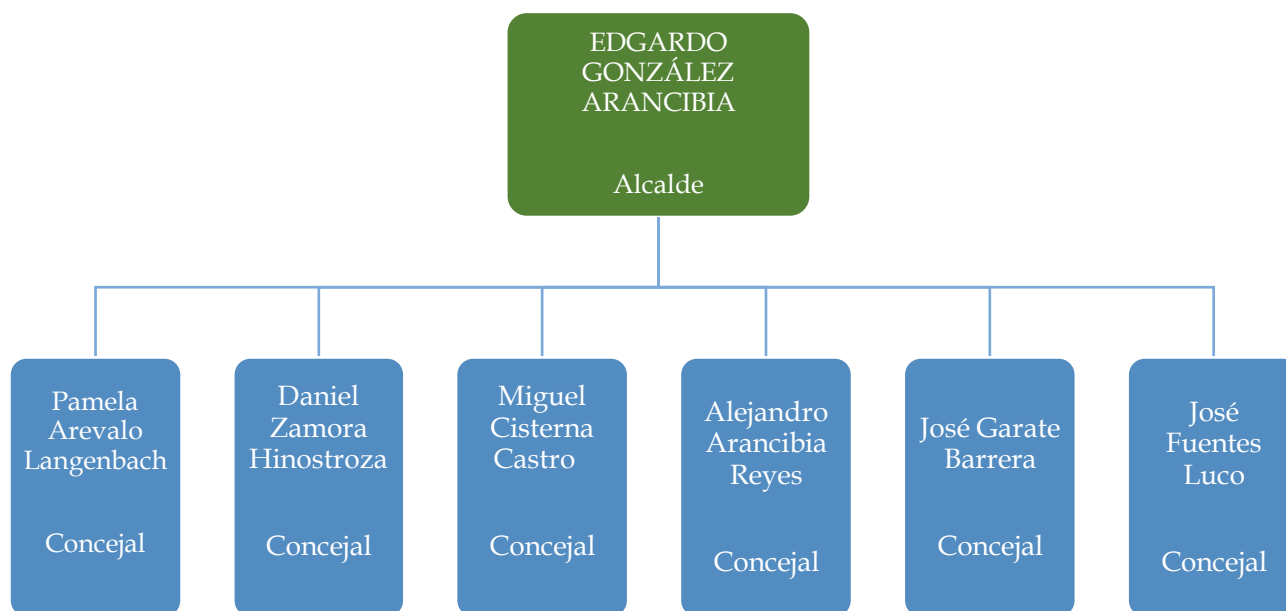 EDGARDO
GONZÁLEZ
ARANCIBIA
Alcalde
Pamela
Arevalo
Langenbach
Concejal
Daniel
Zamora
Hinostroza
Concejal
Miguel
Cisterna
Castro
Concejal
Alejandro
Arancibia
Reyes
Concejal
José Garate
Barrera
Concejal
José
Fuentes
Luco
Concejal